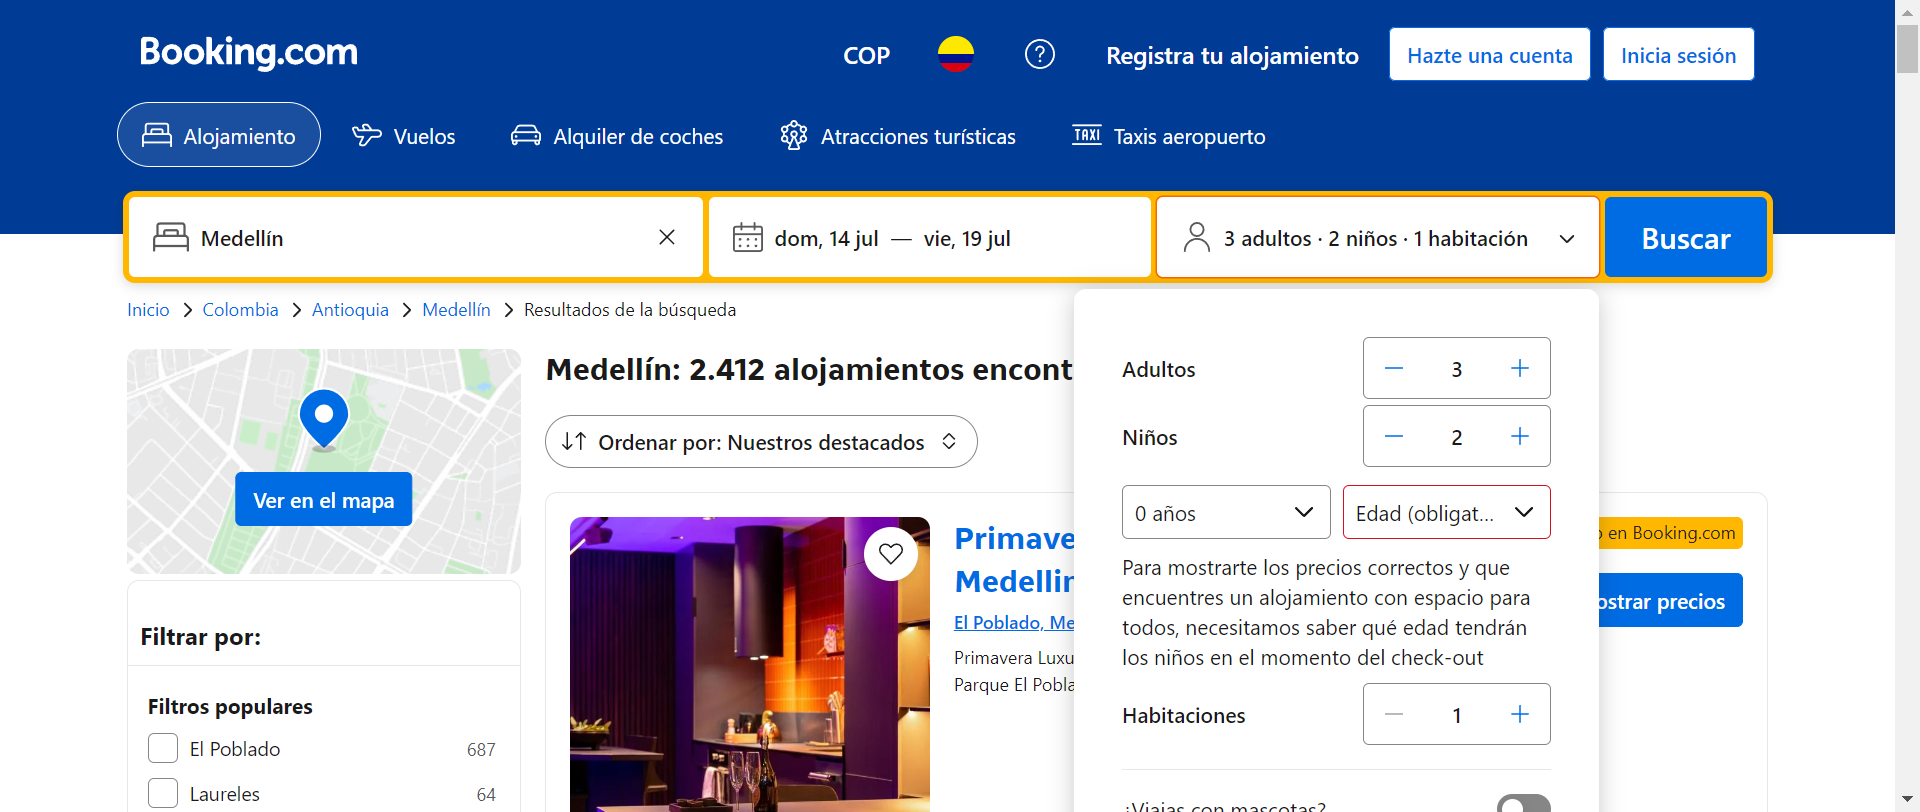 Booking.com
COP
Registra tu alojamiento
Hazte una cuenta
Inicia sesión
Alojamiento
Vuelos
Alquiler de coches
Atracciones turísticas
TAXI
Taxis aeropuerto
Medellín
dom, 14 jul — vie, 19 jul
3 adultos · 2 niños · 1 habitación
Buscar
Inicio
Colombia
Antioquia
Medellín
Resultados de la búsqueda
Ver en el mapa
Filtrar por:
Filtros populares
El Poblado 687
Laureles 64
Medellín: 2.412 alojamientos encont
Ordenar por: Nuestros destacados
Primave
Medellin
El Poblado, Me
Primavera Luxu
Parque El Pobla
en Booking.com
ostrar precios
Adultos 3
Niños 2
0 años
Edad (obligat...
Para mostrarte los precios correctos y que
encuentres un alojamiento con espacio para
todos, necesitamos saber qué edad tendrán
los niños en el momento del check-out
Habitaciones 1
¿Viajas con mascotas?